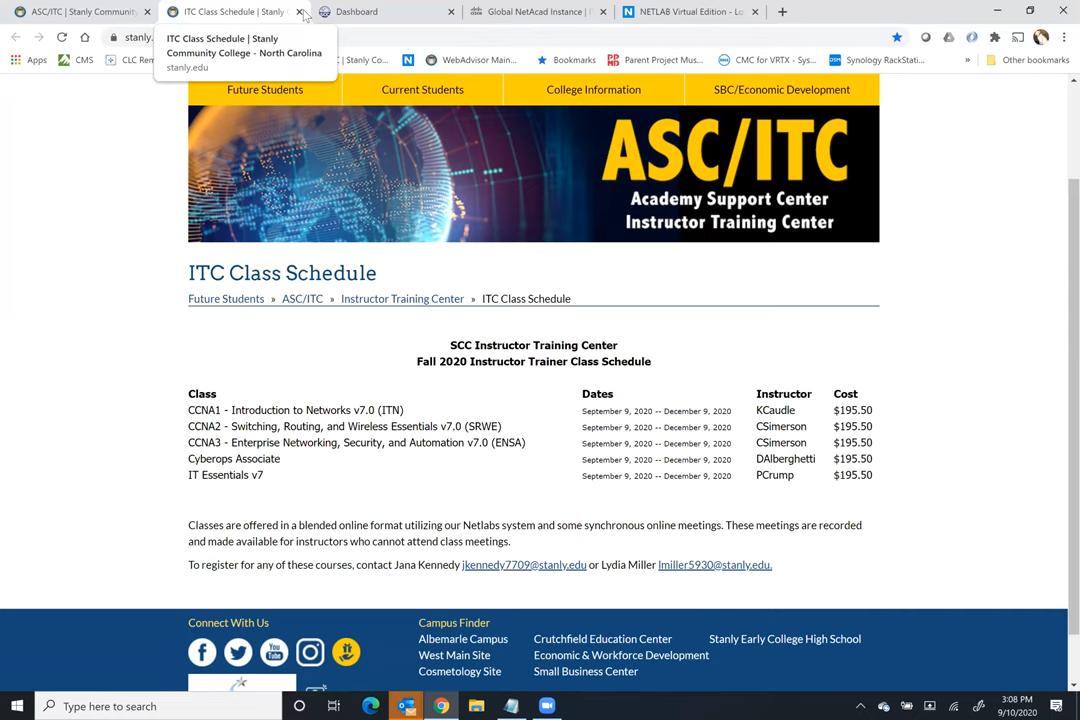 ASC/ITC | Stanly Community
ITC Class Schedule | Stanly C
Dashboard
Global NetAcad Instance |
NETLAB Virtual Edition - Lo
stanly.
ITC Class Schedule | Stanly
Community College - North Carolina
stanly.edu
Apps
CMS
CLC Rem
| Stanly Co...
WebAdvisor Main...
Bookmarks
Parent Project Mus...
CMC for VRTX - Sys...
Synology RackStati...
»
Other bookmarks
Future Students
Current Students
College Information
SBC/Economic Development
ASC/ITC
Academy Support Center
Instructor Training Center
ITC Class Schedule
Future Students » ASC/ITC » Instructor Training Center » ITC Class Schedule
SCC Instructor Training Center
Fall 2020 Instructor Trainer Class Schedule
Class Dates Instructor Cost
CCNA1 - Introduction to Networks v7.0 (ITN) September 9, 2020 -- December 9, 2020 KCaudle $195.50
CCNA2 - Switching, Routing, and Wireless Essentials v7.0 (SRWE) September 9, 2020 -- December 9, 2020 CSimerson $195.50
CCNA3 - Enterprise Networking, Security, and Automation v7.0 (ENSA) September 9, 2020 -- December 9, 2020 CSimerson $195.50
Cyberops Associate September 9, 2020 -- December 9, 2020 DAlberghetti $195.50
IT Essentials v7 September 9, 2020 -- December 9, 2020 PCrump $195.50
Classes are offered in a blended online format utilizing our Netlabs system and some synchronous online meetings. These meetings are recorded
and made available for instructors who cannot attend class meetings.
To register for any of these courses, contact Jana Kennedy jkennedy7709@stanly.edu or Lydia Miller lmiller5930@stanly.edu.
Connect With Us
Campus Finder
Albemarle Campus Crutchfield Education Center Stanly Early College High School
West Main Site Economic & Workforce Development
Cosmetology Site Small Business Center
Type here to search
3:08 PM
9/10/2020